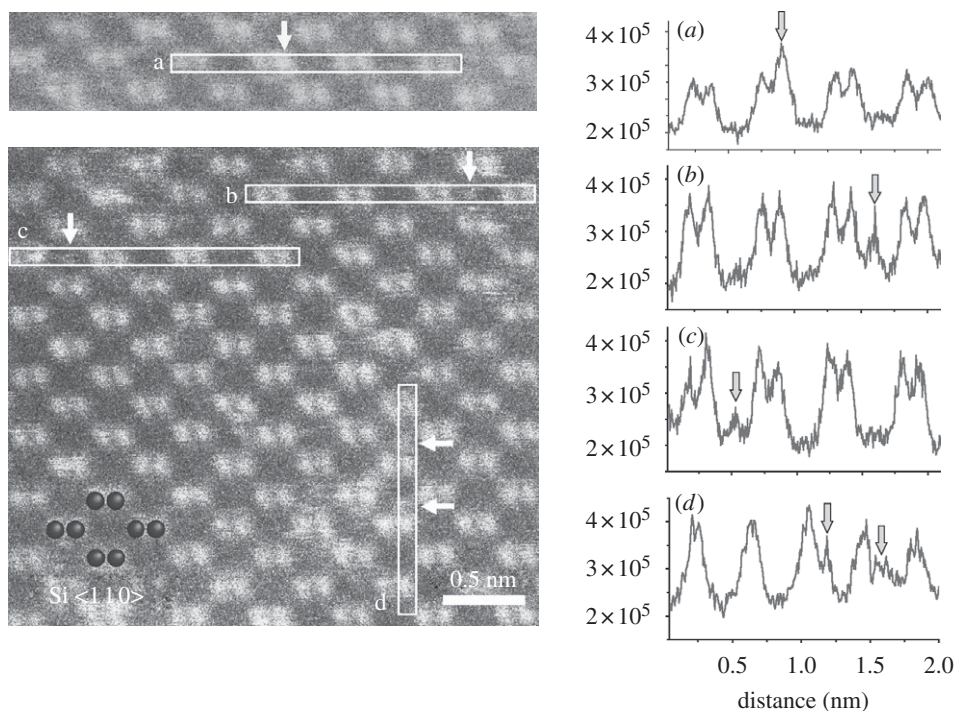 a
b
c
d
Si <110>
0.5 nm
(a)
4×10⁵
3×10⁵
2×10⁵
(b)
4×10⁵
3×10⁵
2×10⁵
(c)
4×10⁵
3×10⁵
2×10⁵
(d)
4×10⁵
3×10⁵
2×10⁵
0.5 1.0 1.5 2.0
distance (nm)